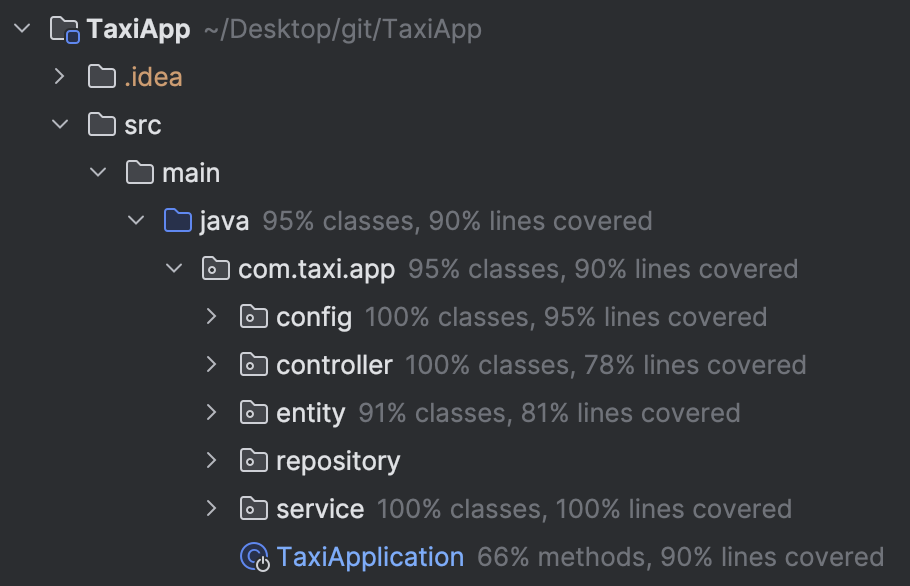 TaxiApp ~/Desktop/git/TaxiApp
.idea
src
main
java 95% classes, 90% lines covered
com.taxi.app 95% classes, 90% lines covered
config 100% classes, 95% lines covered
controller 100% classes, 78% lines covered
entity 91% classes, 81% lines covered
repository
service 100% classes, 100% lines covered
TaxiApplication 66% methods, 90% lines covered